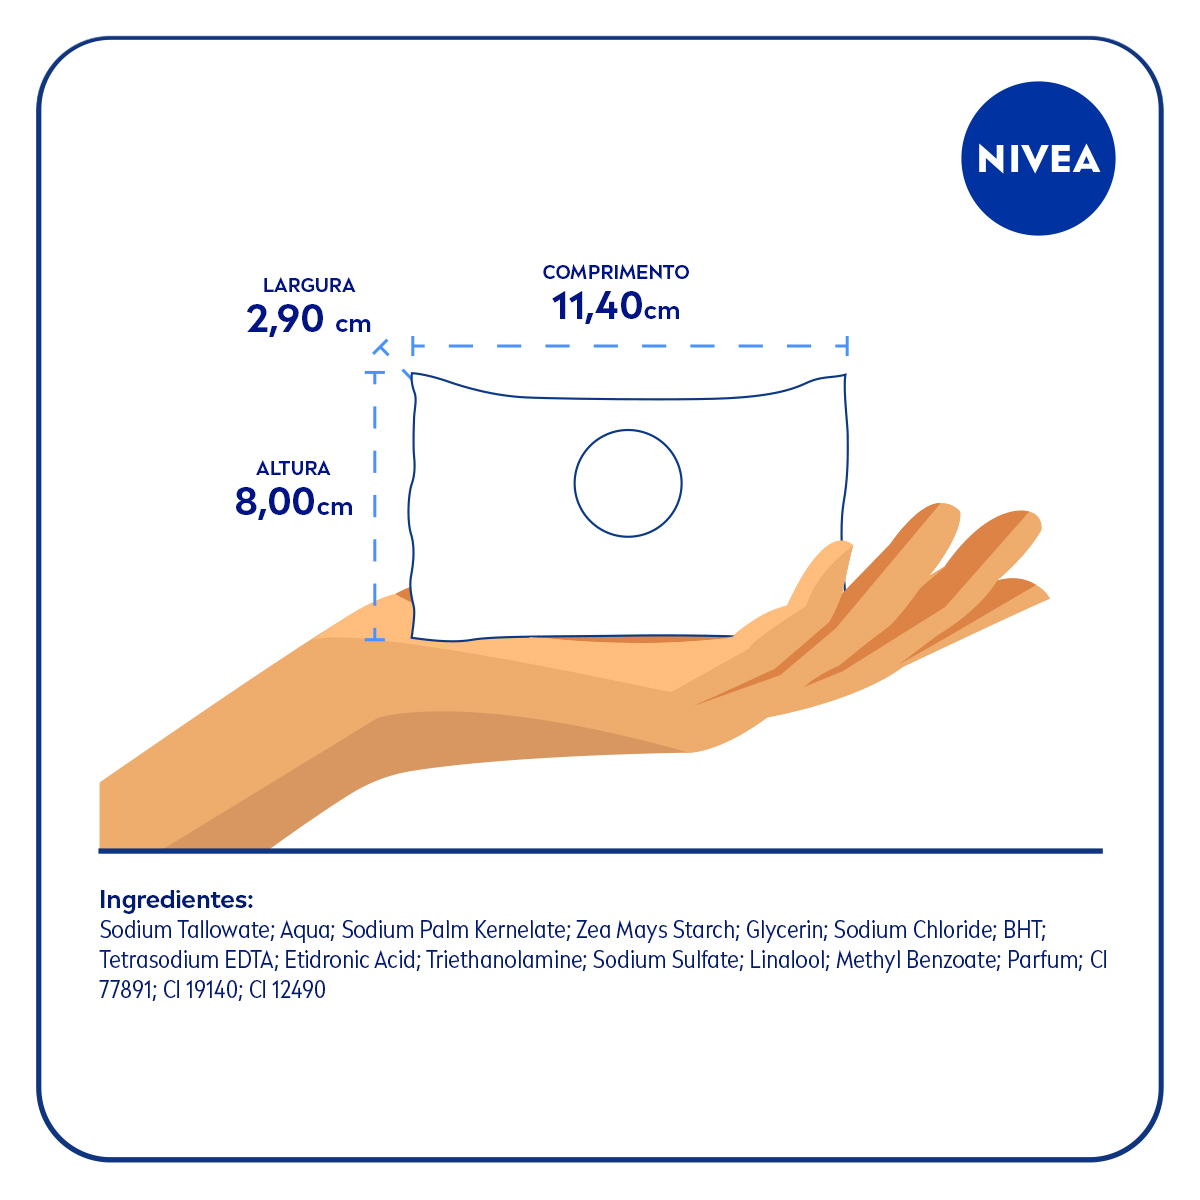 NIVEA
LARGURA
2,90 cm
COMPRIMENTO
11,40cm
ALTURA
8,00cm
Ingredientes:
Sodium Tallowate; Aqua; Sodium Palm Kernelate; Zea Mays Starch; Glycerin; Sodium Chloride; BHT;
Tetrasodium EDTA; Etidronic Acid; Triethanolamine; Sodium Sulfate; Linalool; Methyl Benzoate; Parfum; CI
77891; CI 19140; CI 12490